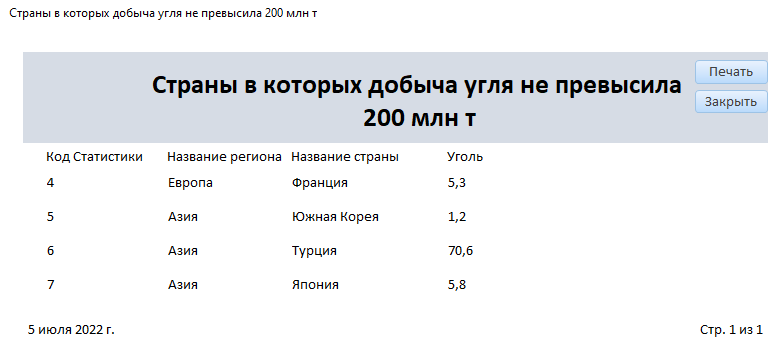 Страны в которых добыча угля не превысила 200 млн т
Страны в которых добыча угля не превысила
200 млн т
Печать
Закрыть
Код Статистики Название региона Название страны Уголь
4 Европа Франция 5,3
5 Азия Южная Корея 1,2
6 Азия Турция 70,6
7 Азия Япония 5,8
5 июля 2022 г. Стр. 1 из 1